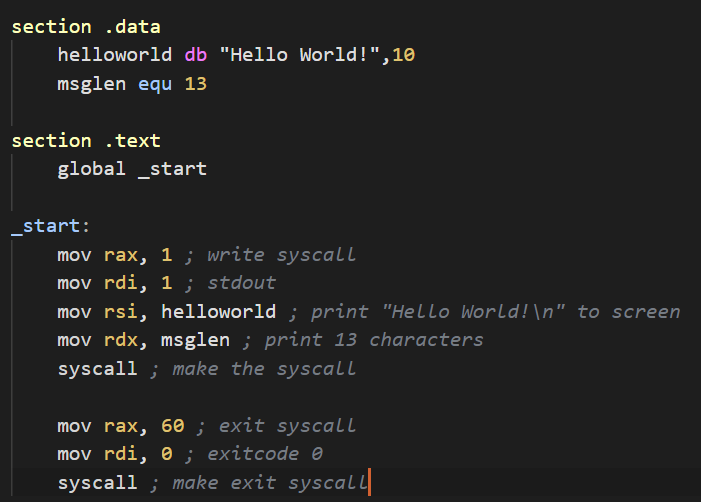 section .data
helloworld db "Hello World!",10
msglen equ 13
section .text
global _start
_start:
mov rax, 1 ; write syscall
mov rdi, 1 ; stdout
mov rsi, helloworld ; print "Hello World!\n" to screen
mov rdx, msglen ; print 13 characters
syscall ; make the syscall
mov rax, 60 ; exit syscall
mov rdi, 0 ; exitcode 0
syscall ; make exit syscall